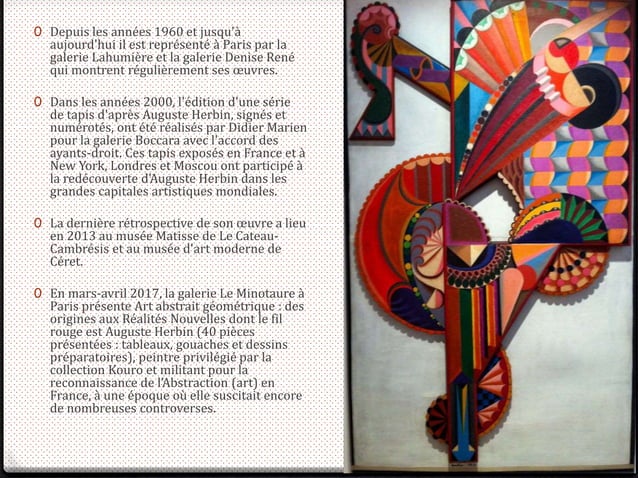 Depuis les années 1960 et jusqu'à
aujourd'hui il est représenté à Paris par la
galerie Lahumière et la galerie Denise René
qui montrent régulièrement ses œuvres.
Dans les années 2000, l'édition d'une série
de tapis d'après Auguste Herbin, signés et
numérotés, ont été réalisés par Didier Marien
pour la galerie Boccara avec l'accord des
ayants-droit. Ces tapis exposés en France et à
New York, Londres et Moscou ont participé à
la redécouverte d'Auguste Herbin dans les
grandes capitales artistiques mondiales.
La dernière rétrospective de son œuvre a lieu
en 2013 au musée Matisse de Le Cateau-
Cambrésis et au musée d'art moderne de
Céret.
En mars-avril 2017, la galerie Le Minotaure à
Paris présente Art abstrait géométrique : des
origines aux Réalités Nouvelles dont le fil
rouge est Auguste Herbin (40 pièces
présentées : tableaux, gouaches et dessins
préparatoires), peintre privilégié par la
collection Kouro et militant pour la
reconnaissance de l'Abstraction (art) en
France, à une époque où elle suscitait encore
de nombreuses controverses.